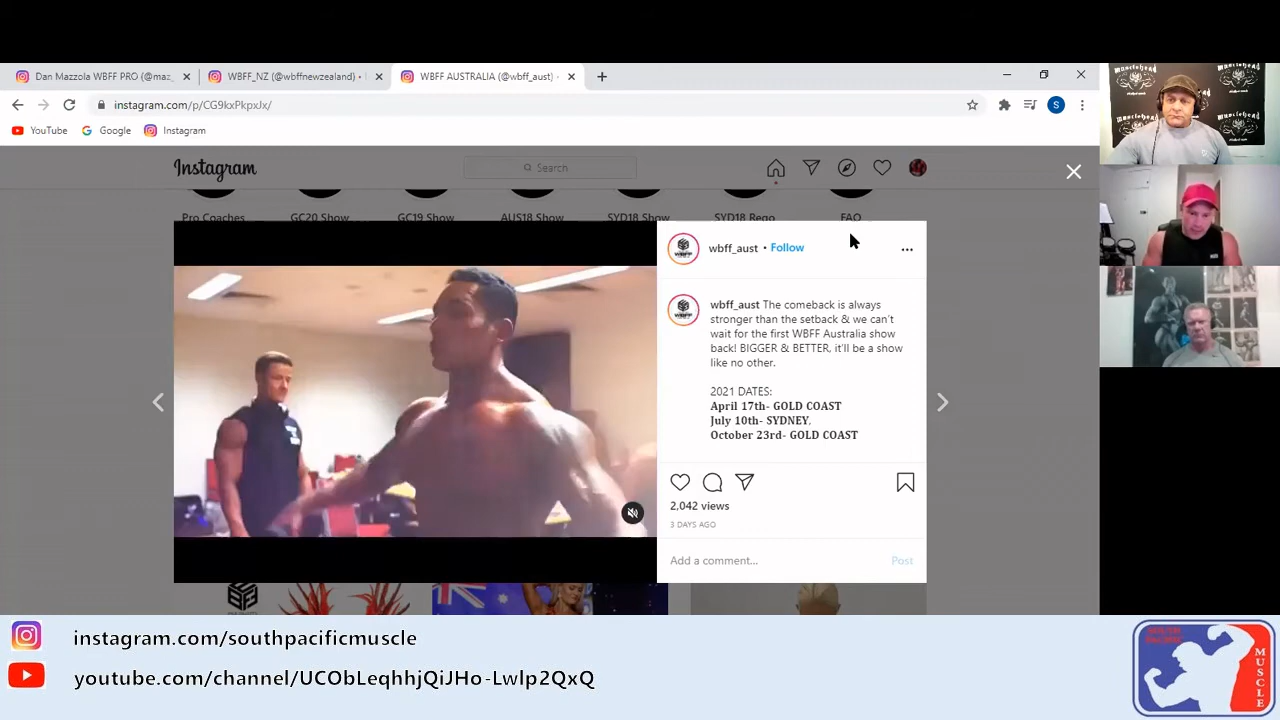 Dan Mazzola WBFF PRO (@maz_
WBFF_NZ (@wbffnewzealand) •
WBFF AUSTRALIA (@wbff_aust)
instagram.com/p/CG9kxPkpxJx/
S
YouTube
Google
Instagram
Instagram
Search
Pro Coaches
GC20 Show
GC19 Show
AUS18 Show
SYD18 Show
SYD18 Rego
FAQ
wbff_aust • Follow
wbff_aust The comeback is always
stronger than the setback & we can't
wait for the first WBFF Australia show
back! BIGGER & BETTER, it'll be a show
like no other.
2021 DATES:
April 17th- GOLD COAST
July 10th- SYDNEY,
October 23rd- GOLD COAST
2,042 views
3 DAYS AGO
Add a comment...
Post
instagram.com/southpacificmuscle
youtube.com/channel/UCObLeqhhjQiJHo-Lwlp2QxQ
MUSCLE